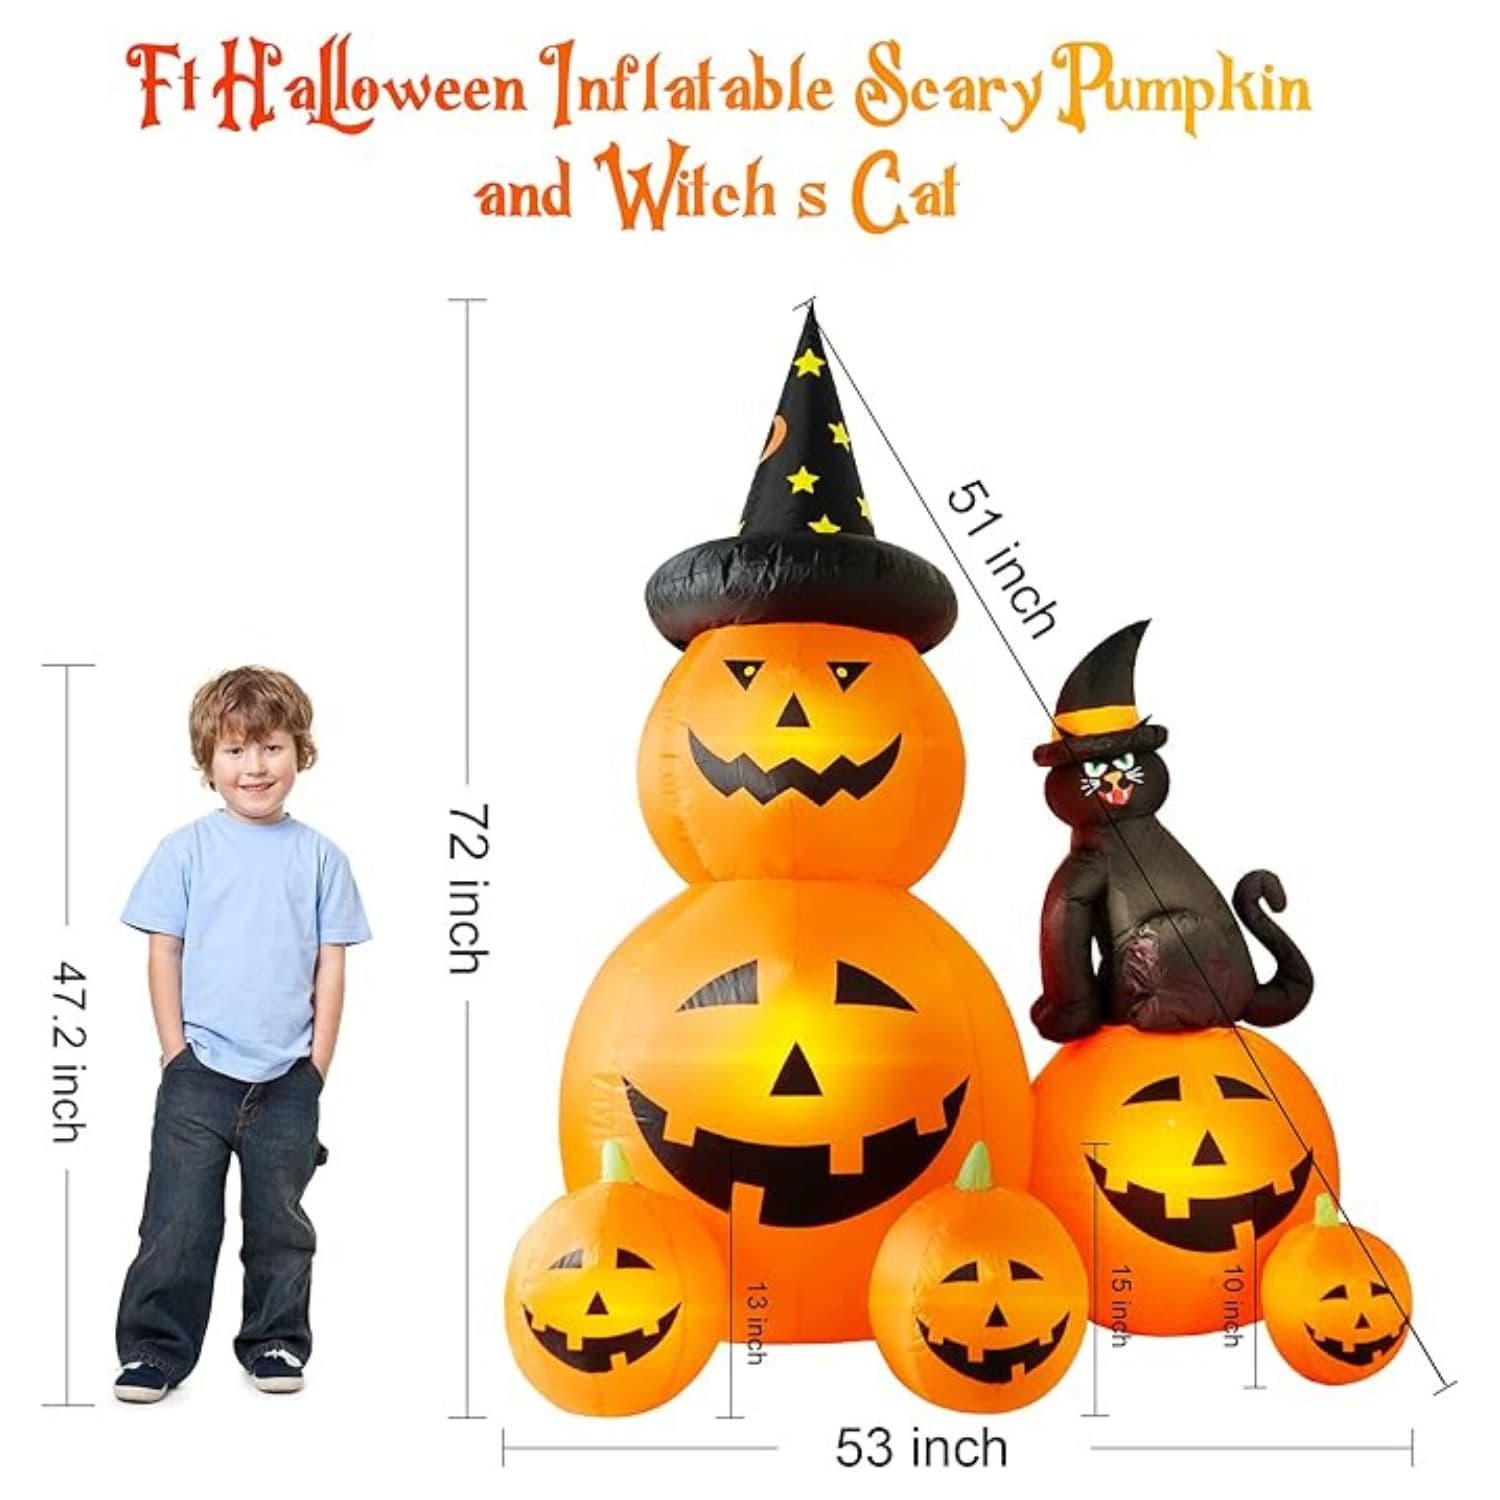 Ft Halloween Inflatable Scary Pumpkin
and Witch s Cat
51 inch
72 inch
47.2 inch
13 inch
15 inch
10 inch
53 inch